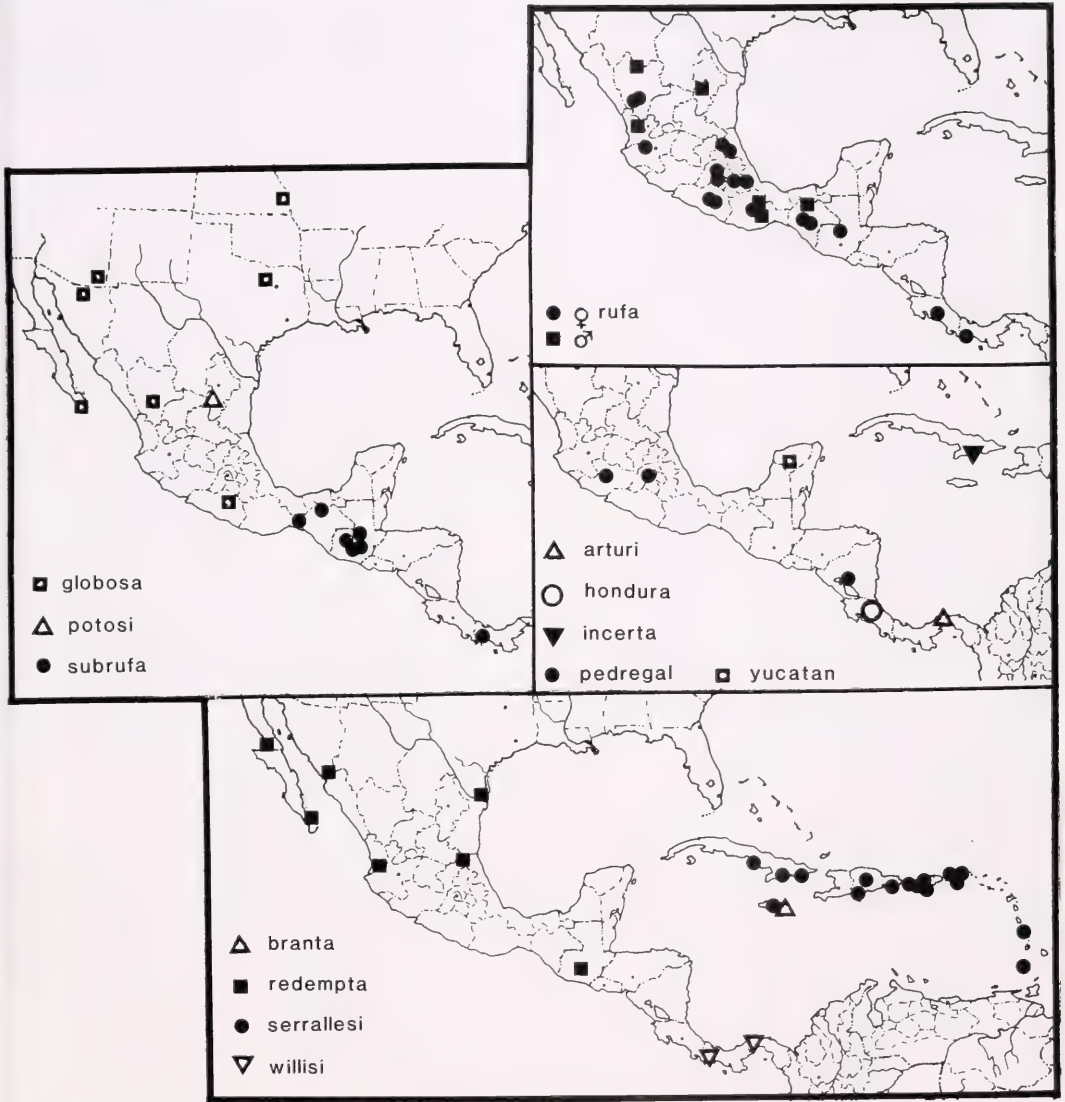 ● ♀ rufa
■ ♂
globosa
potosi
subrufa
arturi
hondura
incerta
pedregal yucatan
branta
redempta
serrallesi
willisi